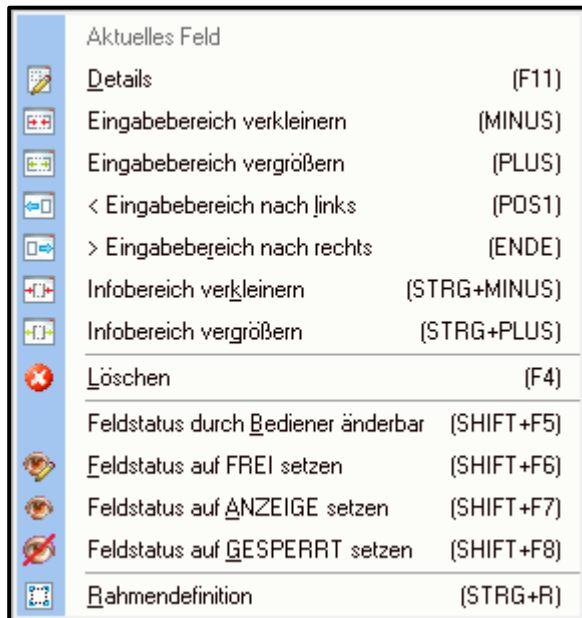 Aktuelles Feld
Details (F11)
Eingabebereich verkleinern (MINUS)
Eingabebereich vergrößern (PLUS)
< Eingabebereich nach links (POS1)
> Eingabebereich nach rechts (ENDE)
Infobereich verkleinern (STRG+MINUS)
Infobereich vergrößern (STRG+PLUS)
Löschen (F4)
Feldstatus durch Bediener änderbar (SHIFT+F5)
Feldstatus auf FREI setzen (SHIFT+F6)
Feldstatus auf ANZEIGE setzen (SHIFT+F7)
Feldstatus auf GESPERRT setzen (SHIFT+F8)
Rahmendefinition (STRG+R)